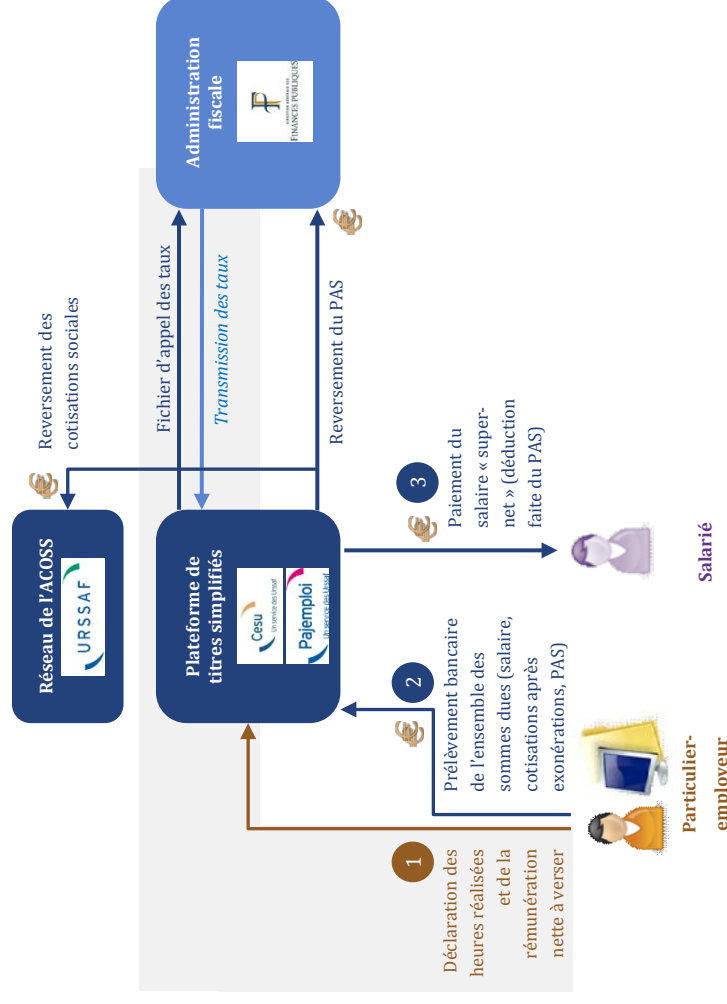 Réseau de l'ACOSS
URSSAF
Reversement des
cotisations sociales
Plateforme de
titres simplifiés
Cesu
Un service des Urssaf
Pajemploi
Un service des Urssaf
Fichier d'appel des taux
Transmission des taux
Reversement du PAS
Administration
fiscale
DIRECTION GÉNÉRALE DES
FINANCES PUBLIQUES
1
Déclaration des
heures réalisées
et de la
rémunération
nette à verser
2
Prélèvement bancaire
de l'ensemble des
sommes dues (salaire,
cotisations après
exonérations, PAS)
3
Paiement du
salaire « super-
net » (déduction
faite du PAS)
Particulier-
employeur
Salarié